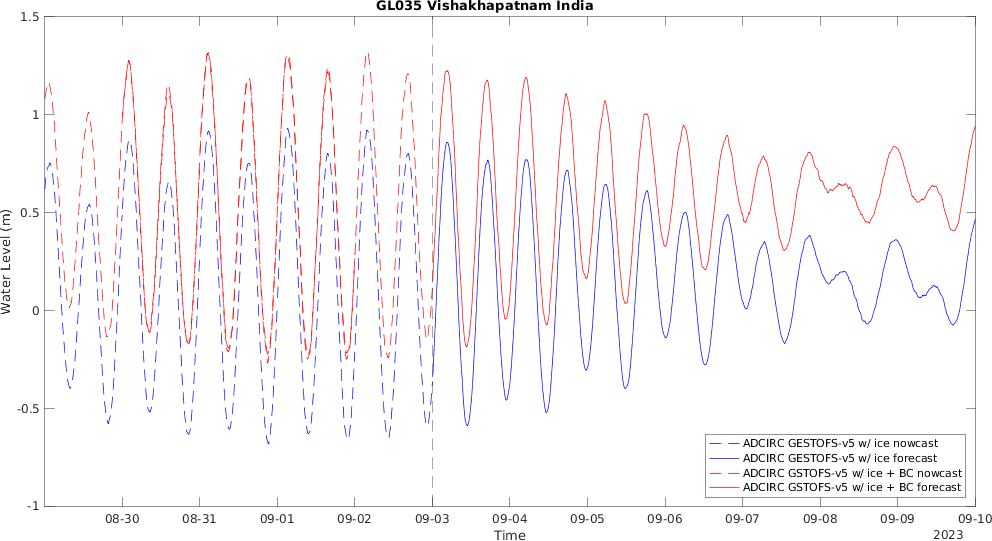 GL035 Vishakhapatnam India
1.5
1
0.5
0
-0.5
-1
Water Level (m)
08-30 08-31 09-01 09-02 09-03 09-04 09-05 09-06 09-07 09-08 09-09 09-10
Time
2023
ADCIRC GESTOFS-v5 w/ ice nowcast
ADCIRC GESTOFS-v5 w/ ice forecast
ADCIRC GSTOFS-v5 w/ ice + BC nowcast
ADCIRC GSTOFS-v5 w/ ice + BC forecast